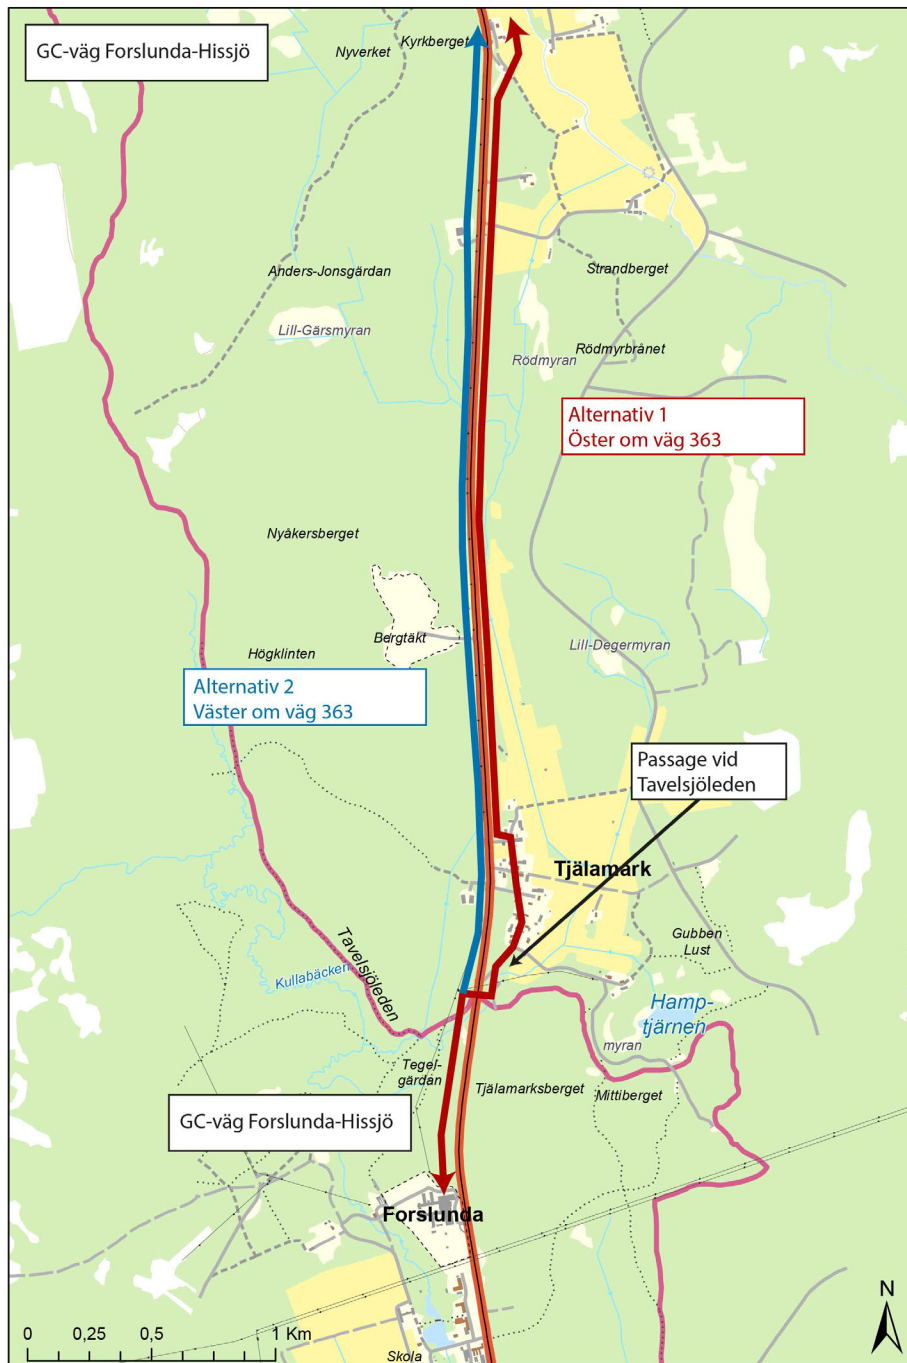 GC-väg Forslunda-Hissjö
Kyrkberget
Nyverket
Anders-Jonsgärdan
Strandberget
Lill-Gärsmyran
Rödmyrbränet
Rödmyran
Alternativ 1
Öster om väg 363
Nyåkersberget
Bergtäkt
Högklinten
Lill-Degermyran
Alternativ 2
Väster om väg 363
Passage vid
Tavelsjöleden
Tjälamark
Gubben
Lust
Tavelsjöleden
Kullabäcken
Hamp-
tjärnen
myran
Tegel-
gärdan
Tjälamarksberget
Mittiberget
GC-väg Forslunda-Hissjö
Forslunda
N
0 0,25 0,5 1 Km
Skola